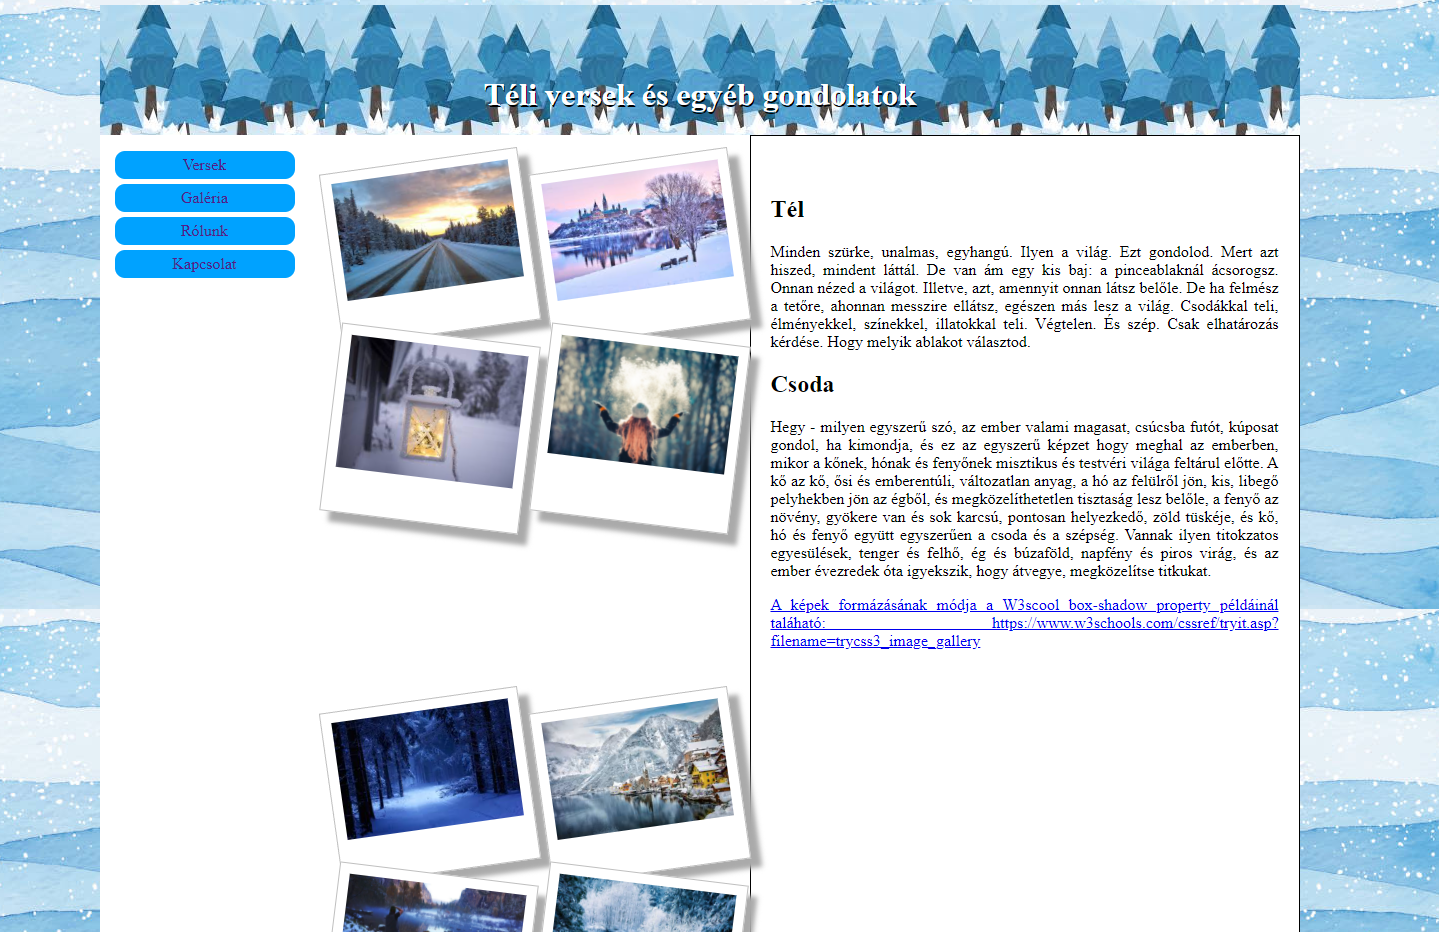 Téli versek és egyéb gondolatok
Versek
Galéria
Rólunk
Kapcsolat
Tél
Minden szürke, unalmas, egyhangú. Ilyen a világ. Ezt gondolod. Mert azt
hiszed, mindent láttál. De van ám egy kis baj: a pinceablaknál ácsorogsz.
Onnan nézed a világot. Illetve, azt, amennyit onnan látsz belőle. De ha felmész
a tetőre, ahonnan messzire ellátsz, egészen más lesz a világ. Csodákkal teli,
élményekkel, színekkel, illatokkal teli. Végtelen. És szép. Csak elhatározás
kérdése. Hogy melyik ablakot választod.
Csoda
Hegy - milyen egyszerű szó, az ember valami magasat, csúcsba futót, kúposat
gondol, ha kimondja, és ez az egyszerű képzet hogy meghal az emberben,
mikor a kőnek, hónak és fenyőnek misztikus és testvéri világa feltárul előtte. A
kő az kő, ősi és emberentúli, változatlan anyag, a hó az felülről jön, kis, libegő
pelyhekben jön az égből, és megközelíthetetlen tisztaság lesz belőle, a fenyő az
növény, gyökere van és sok karcsú, pontosan helyezkedő, zöld tüskéje, és kő,
hó és fenyő együtt egyszerűen a csoda és a szépség. Vannak ilyen titokzatos
egyesülések, tenger és felhő, ég és búzaföld, napfény és piros virág, és az
ember évezredek óta igyekszik, hogy átvegye, megközelítse titkukat.
A képek formázásának módja a W3scool box-shadow property példáinál
taláható: https://www.w3schools.com/cssref/tryit.asp?
filename=trycss3_image_gallery